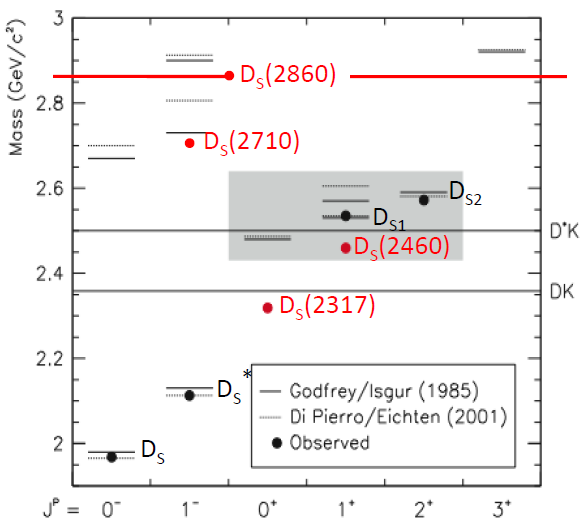 Mass (GeV/c²)
3
2.8
2.6
2.4
2.2
2
D_S(2860)
D_S(2710)
D_S2
D_S1
D*K
D_S(2460)
DK
D_S(2317)
D_S*
D_S
Godfrey/Isgur (1985)
Di Pierro/Eichten (2001)
Observed
J^P = 0⁻ 1⁻ 0⁺ 1⁺ 2⁺ 3⁺